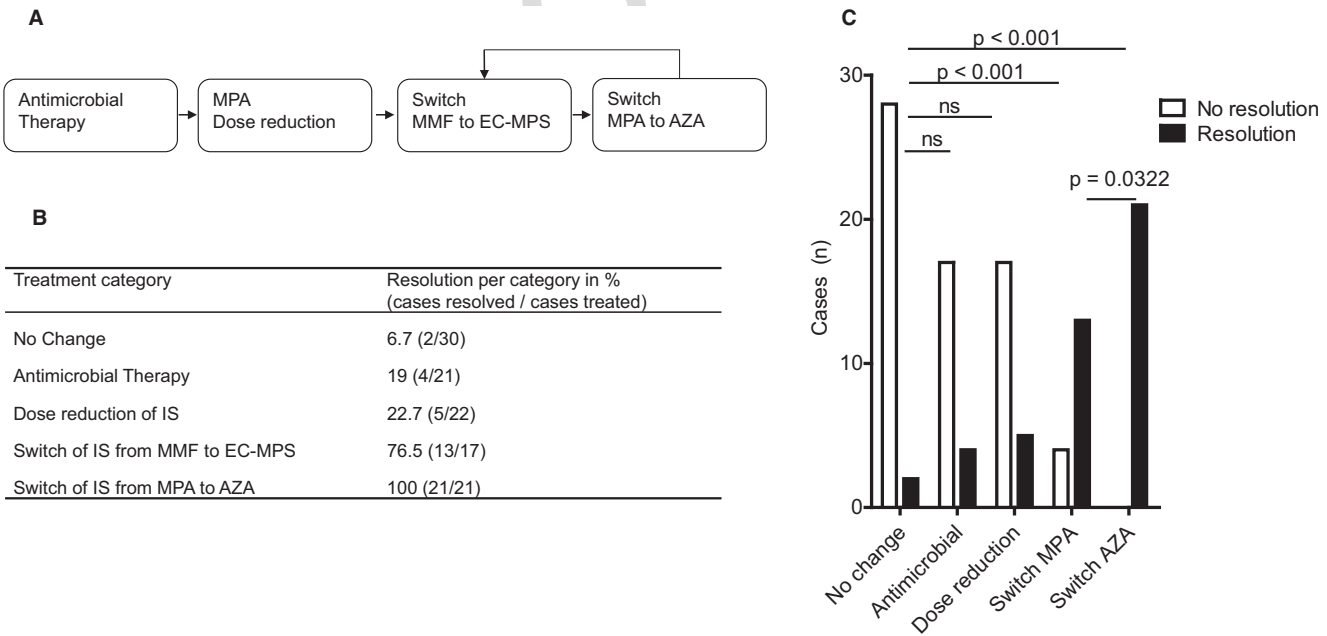 A
Antimicrobial
Therapy
MPA
Dose reduction
Switch
MMF to EC-MPS
Switch
MPA to AZA
B
Treatment category
Resolution per category in %
(cases resolved / cases treated)
No Change
6.7 (2/30)
Antimicrobial Therapy
19 (4/21)
Dose reduction of IS
22.7 (5/22)
Switch of IS from MMF to EC-MPS
76.5 (13/17)
Switch of IS from MPA to AZA
100 (21/21)
C
p < 0.001
p < 0.001
ns
ns
p = 0.0322
No resolution
Resolution
Cases (n)
30
20
10
0
No change
Antimicrobial
Dose reduction
Switch MPA
Switch AZA